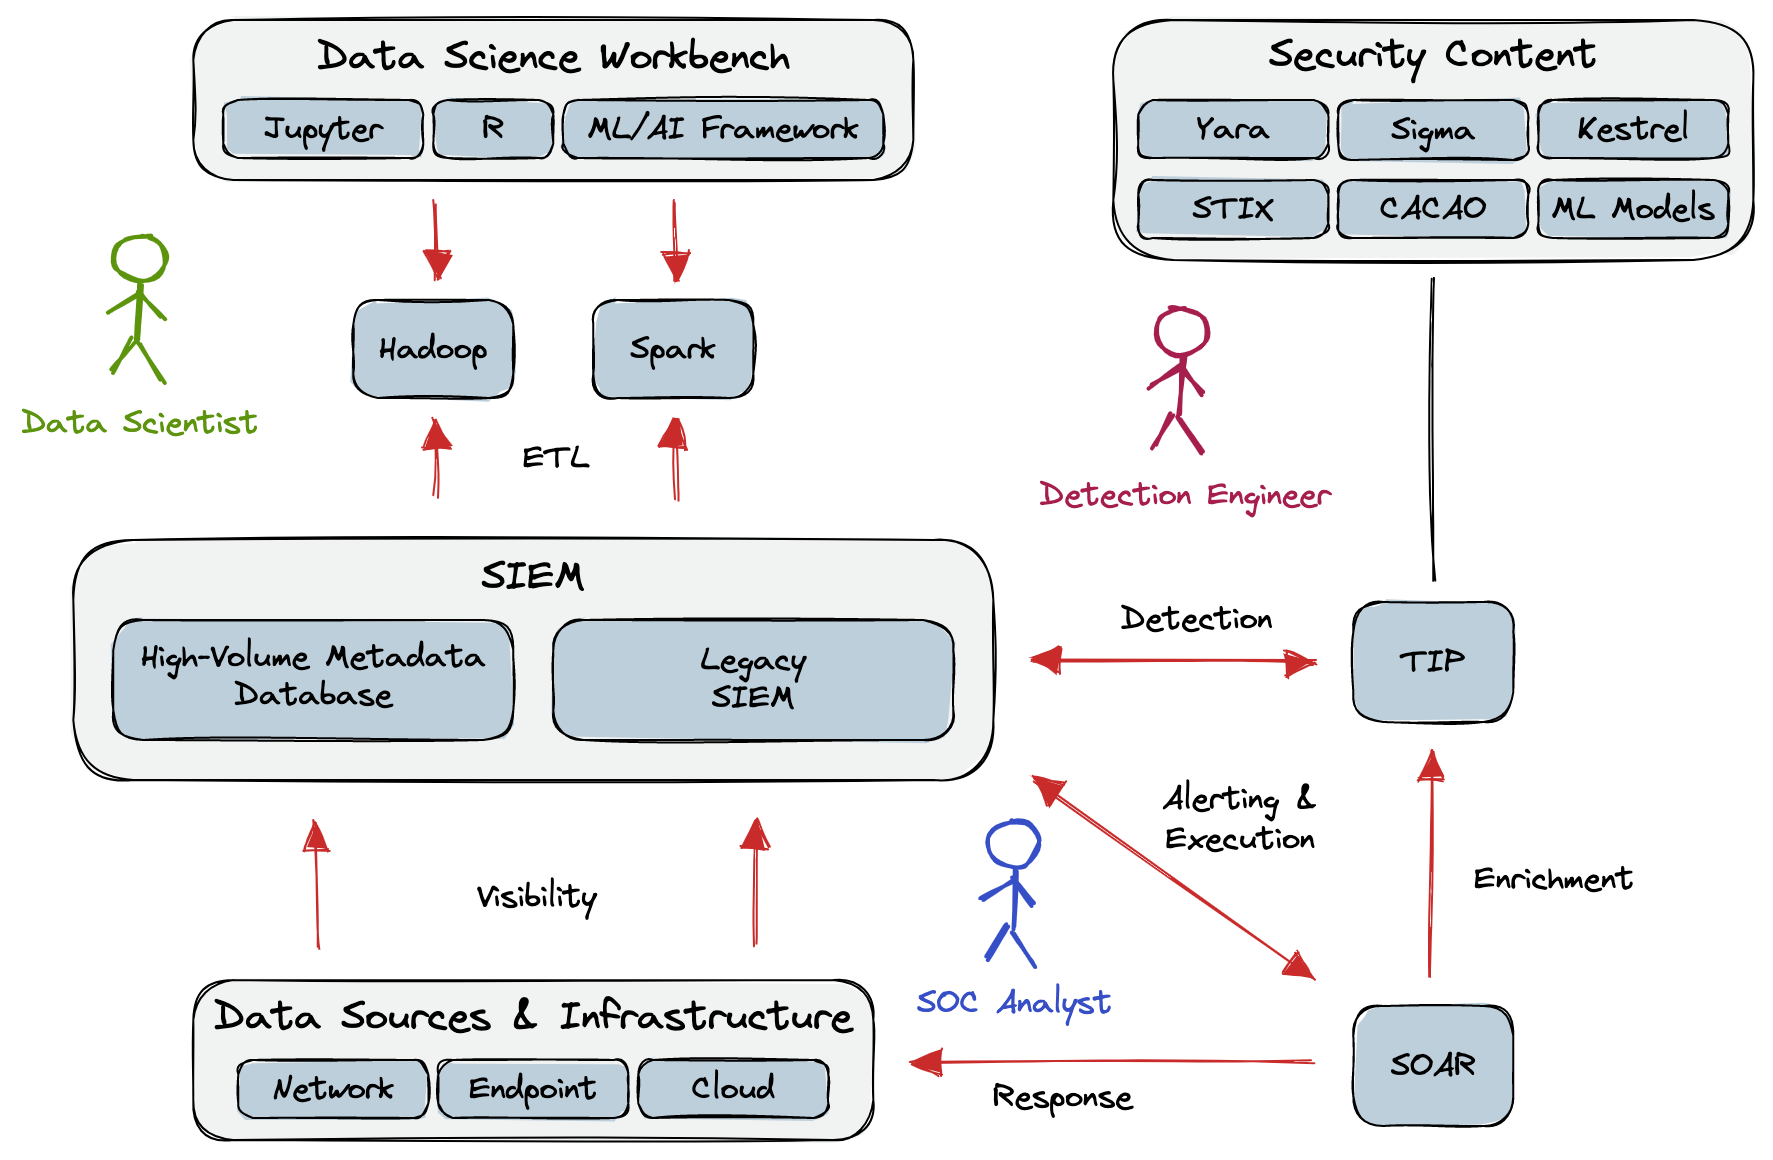 Data Science Workbench
Jupyter
R
ML/AI Framework
Security Content
Yara
Sigma
Kestrel
STIX
CACAO
ML Models
Hadoop
Spark
Data Scientist
ETL
Detection Engineer
SIEM
High-Volume Metadata
Database
Legacy
SIEM
Detection
TIP
Alerting &
Execution
Visibility
Enrichment
SOC Analyst
Data Sources & Infrastructure
Network
Endpoint
Cloud
Response
SOAR